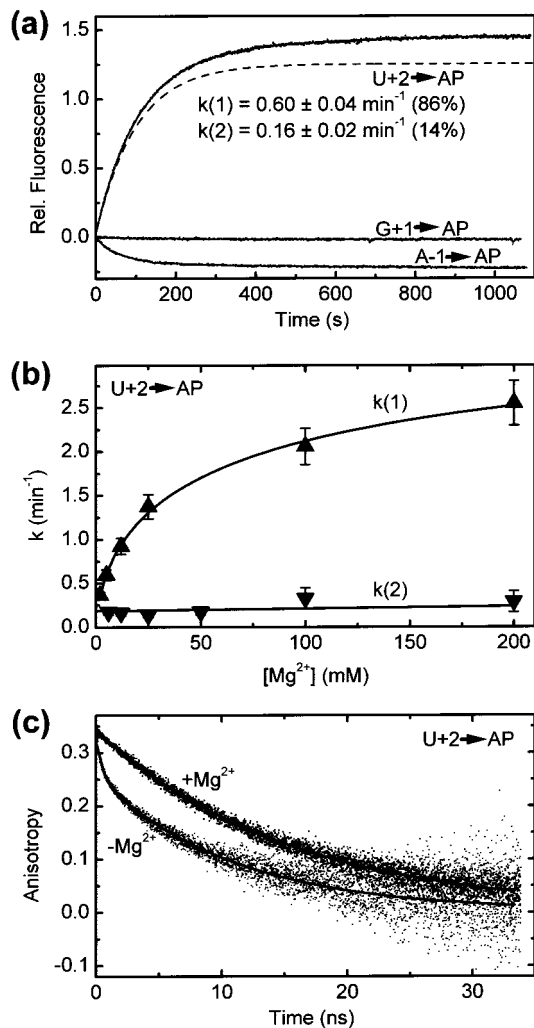 (a)
1.5
1.0
0.5
0.0
Rel. Fluorescence
U+2➔AP
k(1) = 0.60 ± 0.04 min⁻¹ (86%)
k(2) = 0.16 ± 0.02 min⁻¹ (14%)
G+1➔AP
A-1➔AP
0 200 400 600 800 1000
Time (s)
(b)
U+2➔AP
2.5
2.0
1.5
1.0
0.5
0.0
k (min⁻¹)
k(1)
k(2)
0 50 100 150 200
[Mg²⁺] (mM)
(c)
U+2➔AP
0.3
0.2
0.1
0.0
-0.1
Anisotropy
+Mg²⁺
-Mg²⁺
0 10 20 30
Time (ns)